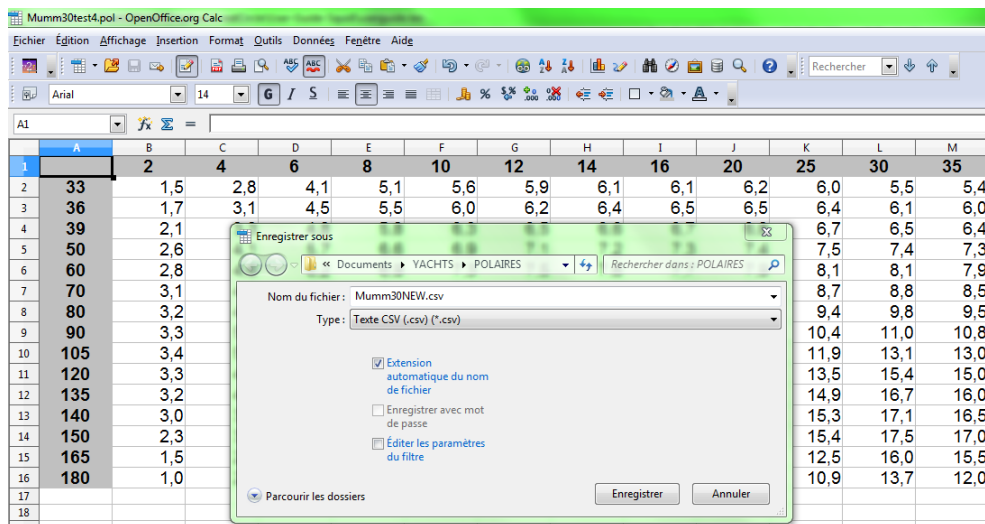 Mumm30test4.pol - OpenOffice.org Calc
Fichier Édition Affichage Insertion Format Outils Données Fenêtre Aide
Rechercher
Arial 14 G I S
A1 fx Σ =
A B C D E F G H I J K L M
1 2 4 6 8 10 12 14 16 20 25 30 35
2 33 1,5 2,8 4,1 5,1 5,6 5,9 6,1 6,1 6,2 6,0 5,5 5,4
3 36 1,7 3,1 4,5 5,5 6,0 6,2 6,4 6,5 6,5 6,4 6,1 6,0
4 39 2,1 6,7 6,5 6,4
5 50 2,6 7,5 7,4 7,3
6 60 2,8 8,1 8,1 7,9
7 70 3,1 8,7 8,8 8,5
8 80 3,2 9,4 9,8 9,5
9 90 3,3 10,4 11,0 10,8
10 105 3,4 11,9 13,1 13,0
11 120 3,3 13,5 15,4 15,0
12 135 3,2 14,9 16,7 16,0
13 140 3,0 15,3 17,1 16,5
14 150 2,3 15,4 17,5 17,0
15 165 1,5 12,5 16,0 15,5
16 180 1,0 10,9 13,7 12,0
17
18
Enregistrer sous
« Documents YACHTS POLAIRES Rechercher dans : POLAIRES
Nom du fichier : Mumm30NEW.csv
Type : Texte CSV (.csv) (*.csv)
Extension
automatique du nom
de fichier
Enregistrer avec mot
de passe
Éditer les paramètres
du filtre
Parcourir les dossiers Enregistrer Annuler